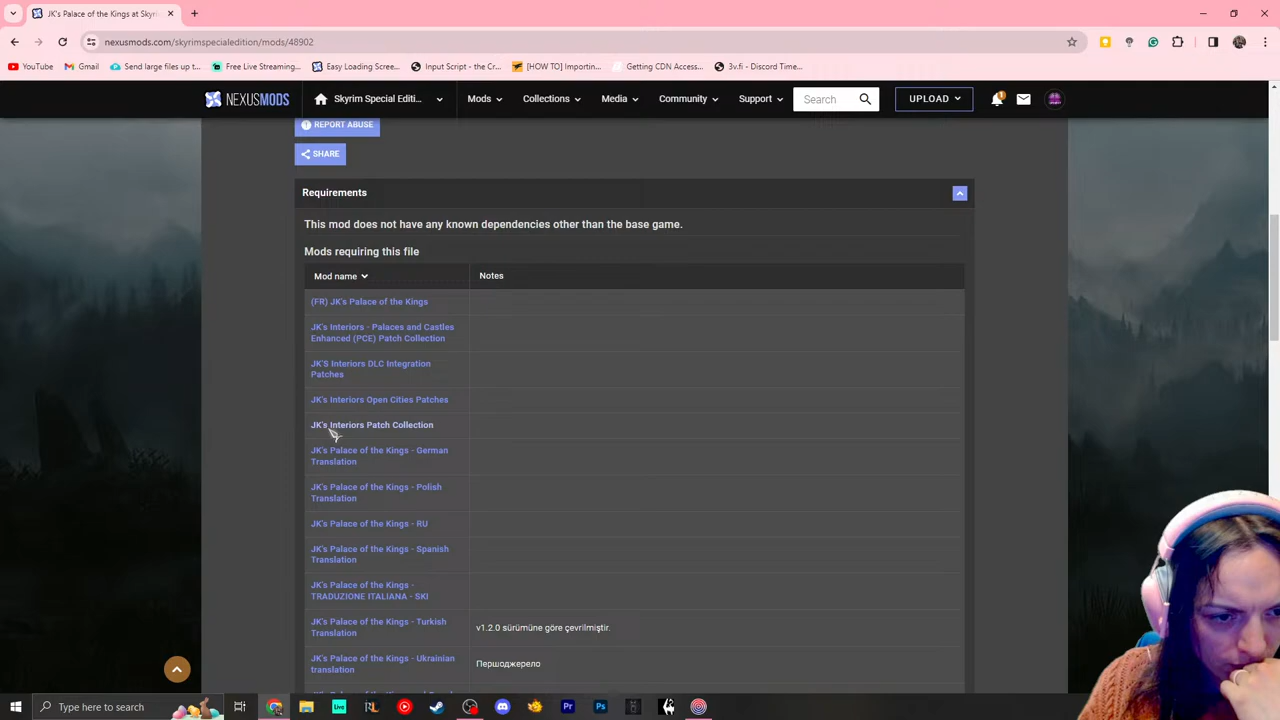 JK's Palace of the Kings at Skyri
nexusmods.com/skyrimspecialedition/mods/48902
YouTube
Gmail
Send large files up t...
Free Live Streaming...
Easy Loading Scree...
Input Script - the Cr...
[HOW TO] Importin...
Getting CDN Access...
3v.fi - Discord Time...
NEXUSMODS
Skyrim Special Editi...
Mods
Collections
Media
Community
Support
Search
UPLOAD
1
REPORT ABUSE
SHARE
Requirements
This mod does not have any known dependencies other than the base game.
Mods requiring this file
Mod name
Notes
(FR) JK's Palace of the Kings
JK's Interiors - Palaces and Castles
Enhanced (PCE) Patch Collection
JK'S Interiors DLC Integration
Patches
JK's Interiors Open Cities Patches
JK's Interiors Patch Collection
JK's Palace of the Kings - German
Translation
JK's Palace of the Kings - Polish
Translation
JK's Palace of the Kings - RU
JK's Palace of the Kings - Spanish
Translation
JK's Palace of the Kings -
TRADUZIONE ITALIANA - SKI
JK's Palace of the Kings - Turkish
Translation
v1.2.0 sürümüne göre çevrilmiştir.
JK's Palace of the Kings - Ukrainian
translation
Першоджерело
Type here to search
Live
Pr
Ps